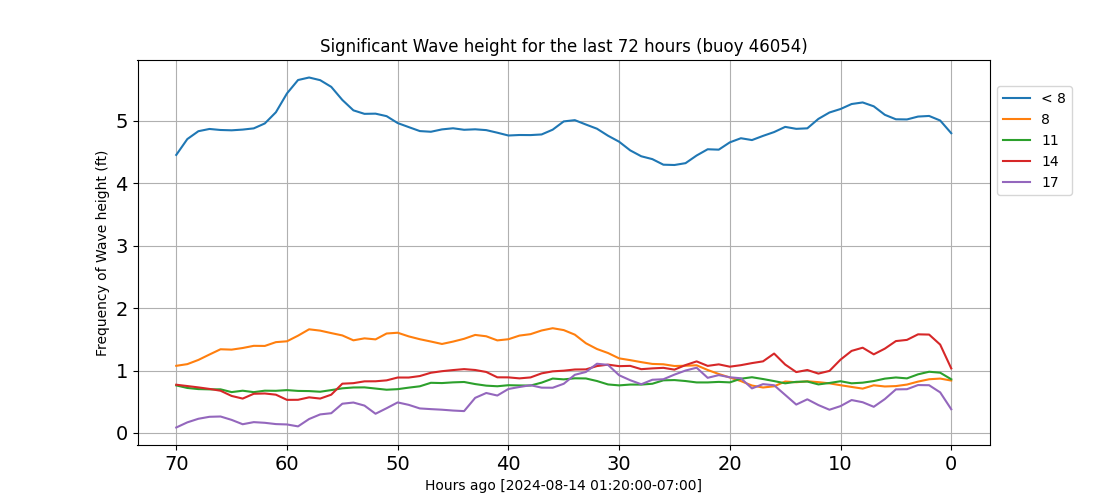 Significant Wave height for the last 72 hours (buoy 46054)
< 8
8
11
14
17
Frequency of Wave height (ft)
5
4
3
2
1
0
70 60 50 40 30 20 10 0
Hours ago [2024-08-14 01:20:00-07:00]